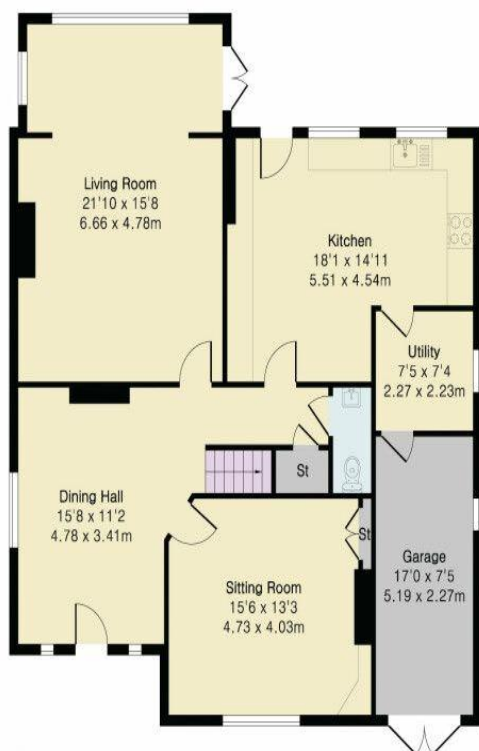 Living Room
21'10 x 15'8
6.66 x 4.78m
Kitchen
18'1 x 14'11
5.51 x 4.54m
Utility
7'5 x 7'4
2.27 x 2.23m
St
Dining Hall
15'8 x 11'2
4.78 x 3.41m
St
Sitting Room
15'6 x 13'3
4.73 x 4.03m
Garage
17'0 x 7'5
5.19 x 2.27m